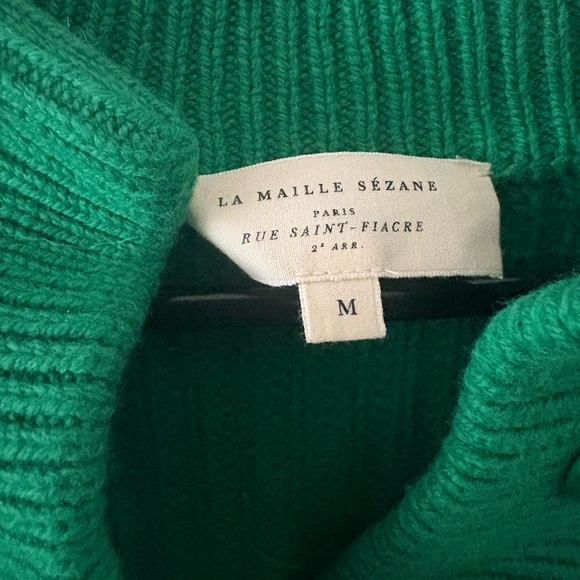 LA MAILLE SÉZANE
PARIS
RUE SAINT-FIACRE
2ᵉ ARR.
M